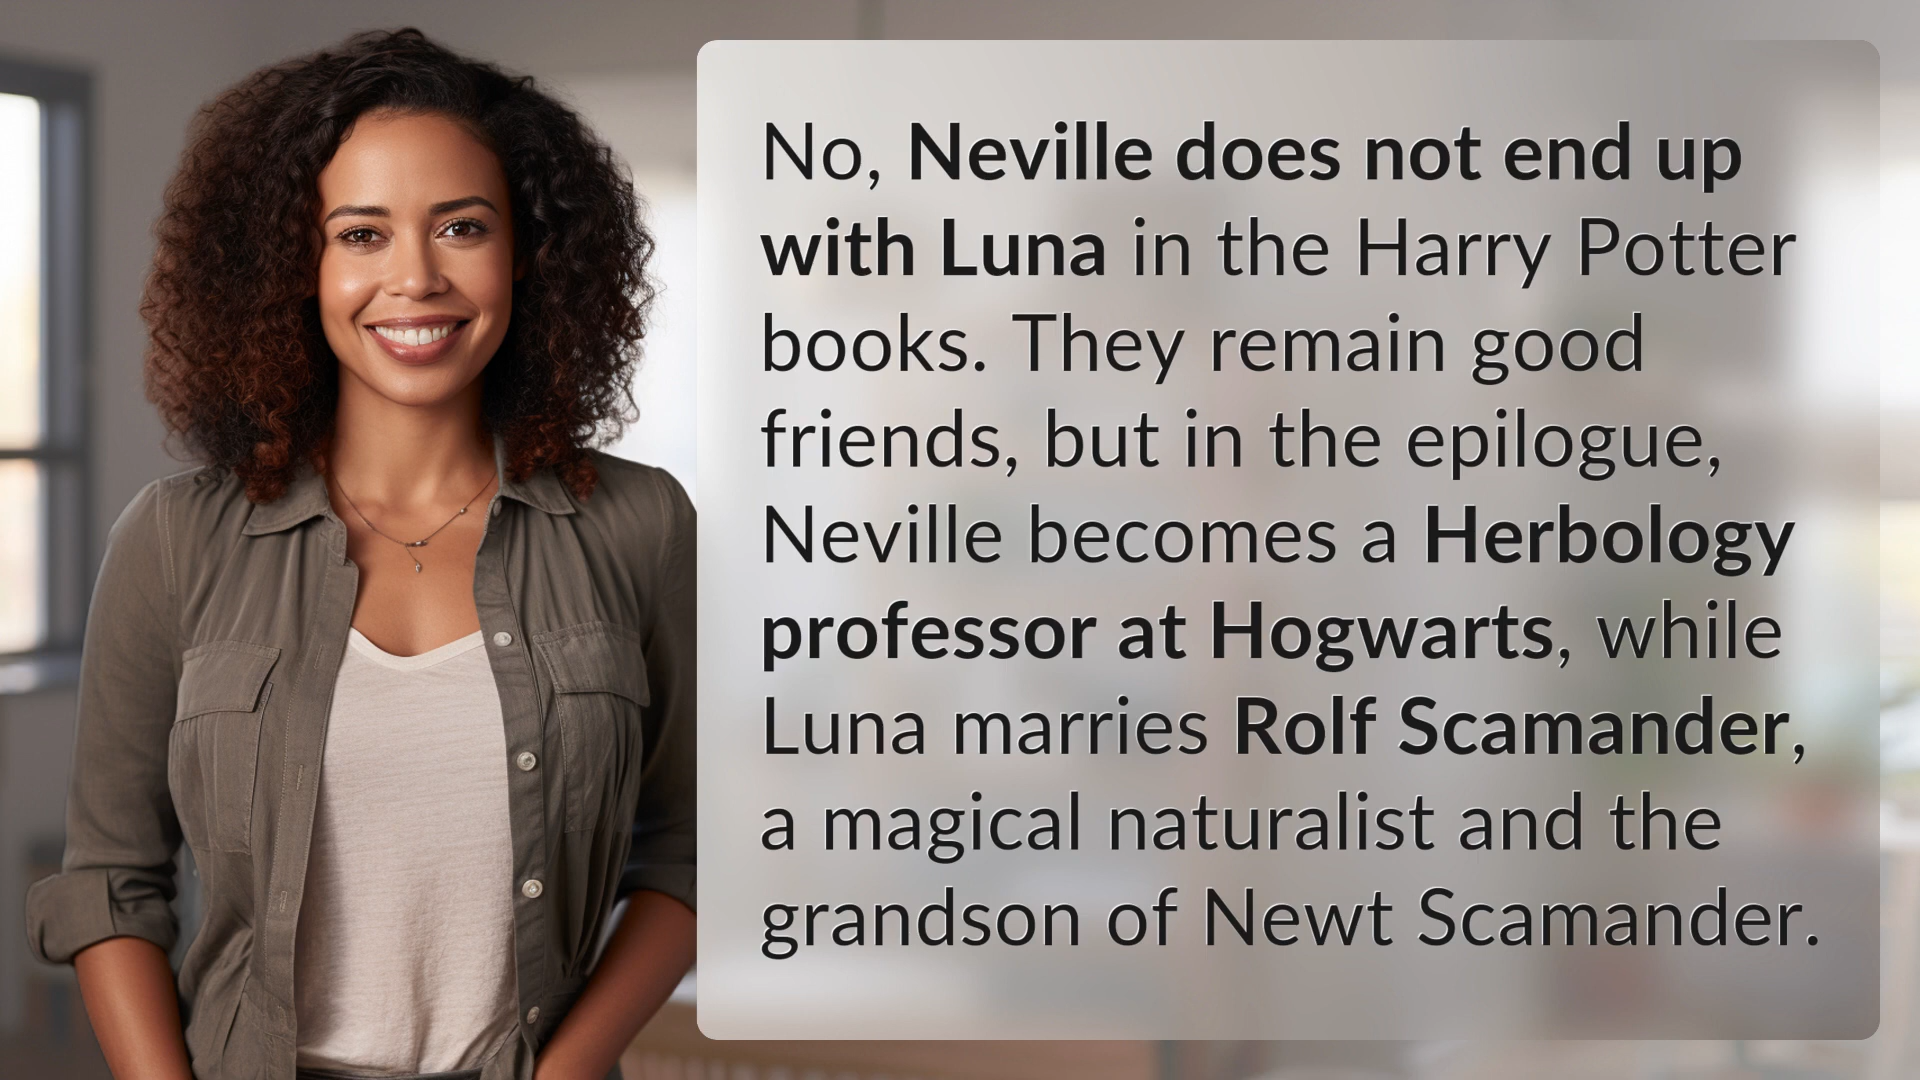 No, Neville does not end up
with Luna in the Harry Potter
books. They remain good
friends, but in the epilogue,
Neville becomes a Herbology
professor at Hogwarts, while
Luna marries Rolf Scamander,
a magical naturalist and the
grandson of Newt Scamander.